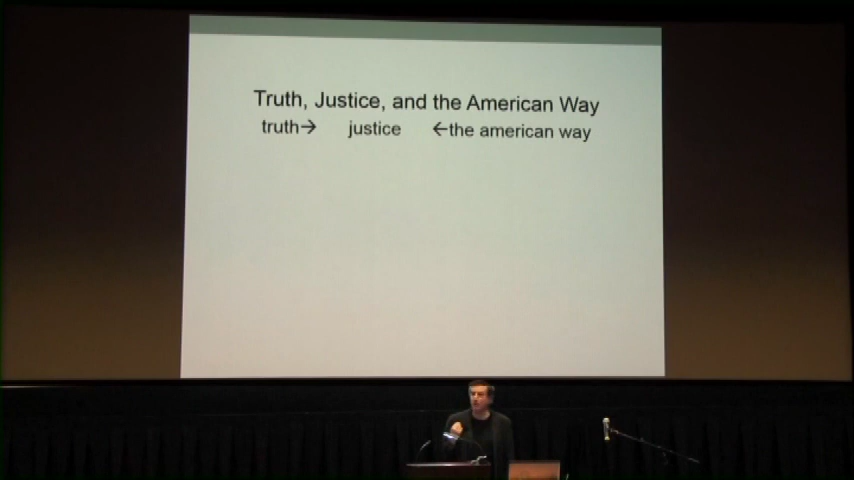 Truth, Justice, and the American Way
truth→ justice ←the american way